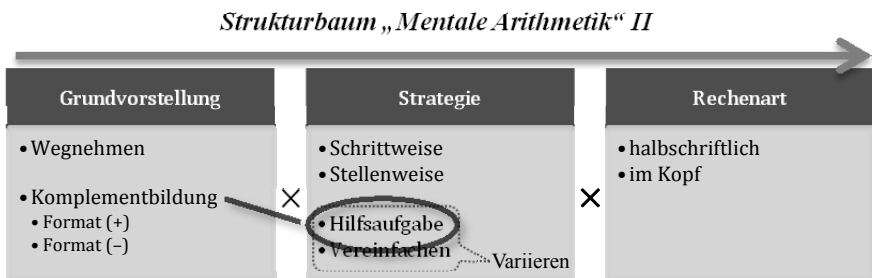 Strukturbaum „Mentale Arithmetik“ II
Grundvorstellung
• Wegnehmen
• Komplementbildung
• Format (+)
• Format (–)
×
Strategie
• Schrittweise
• Stellenweise
• Hilfsaufgabe
• Vereinfachen
Variieren
×
Rechenart
• halbschriftlich
• im Kopf